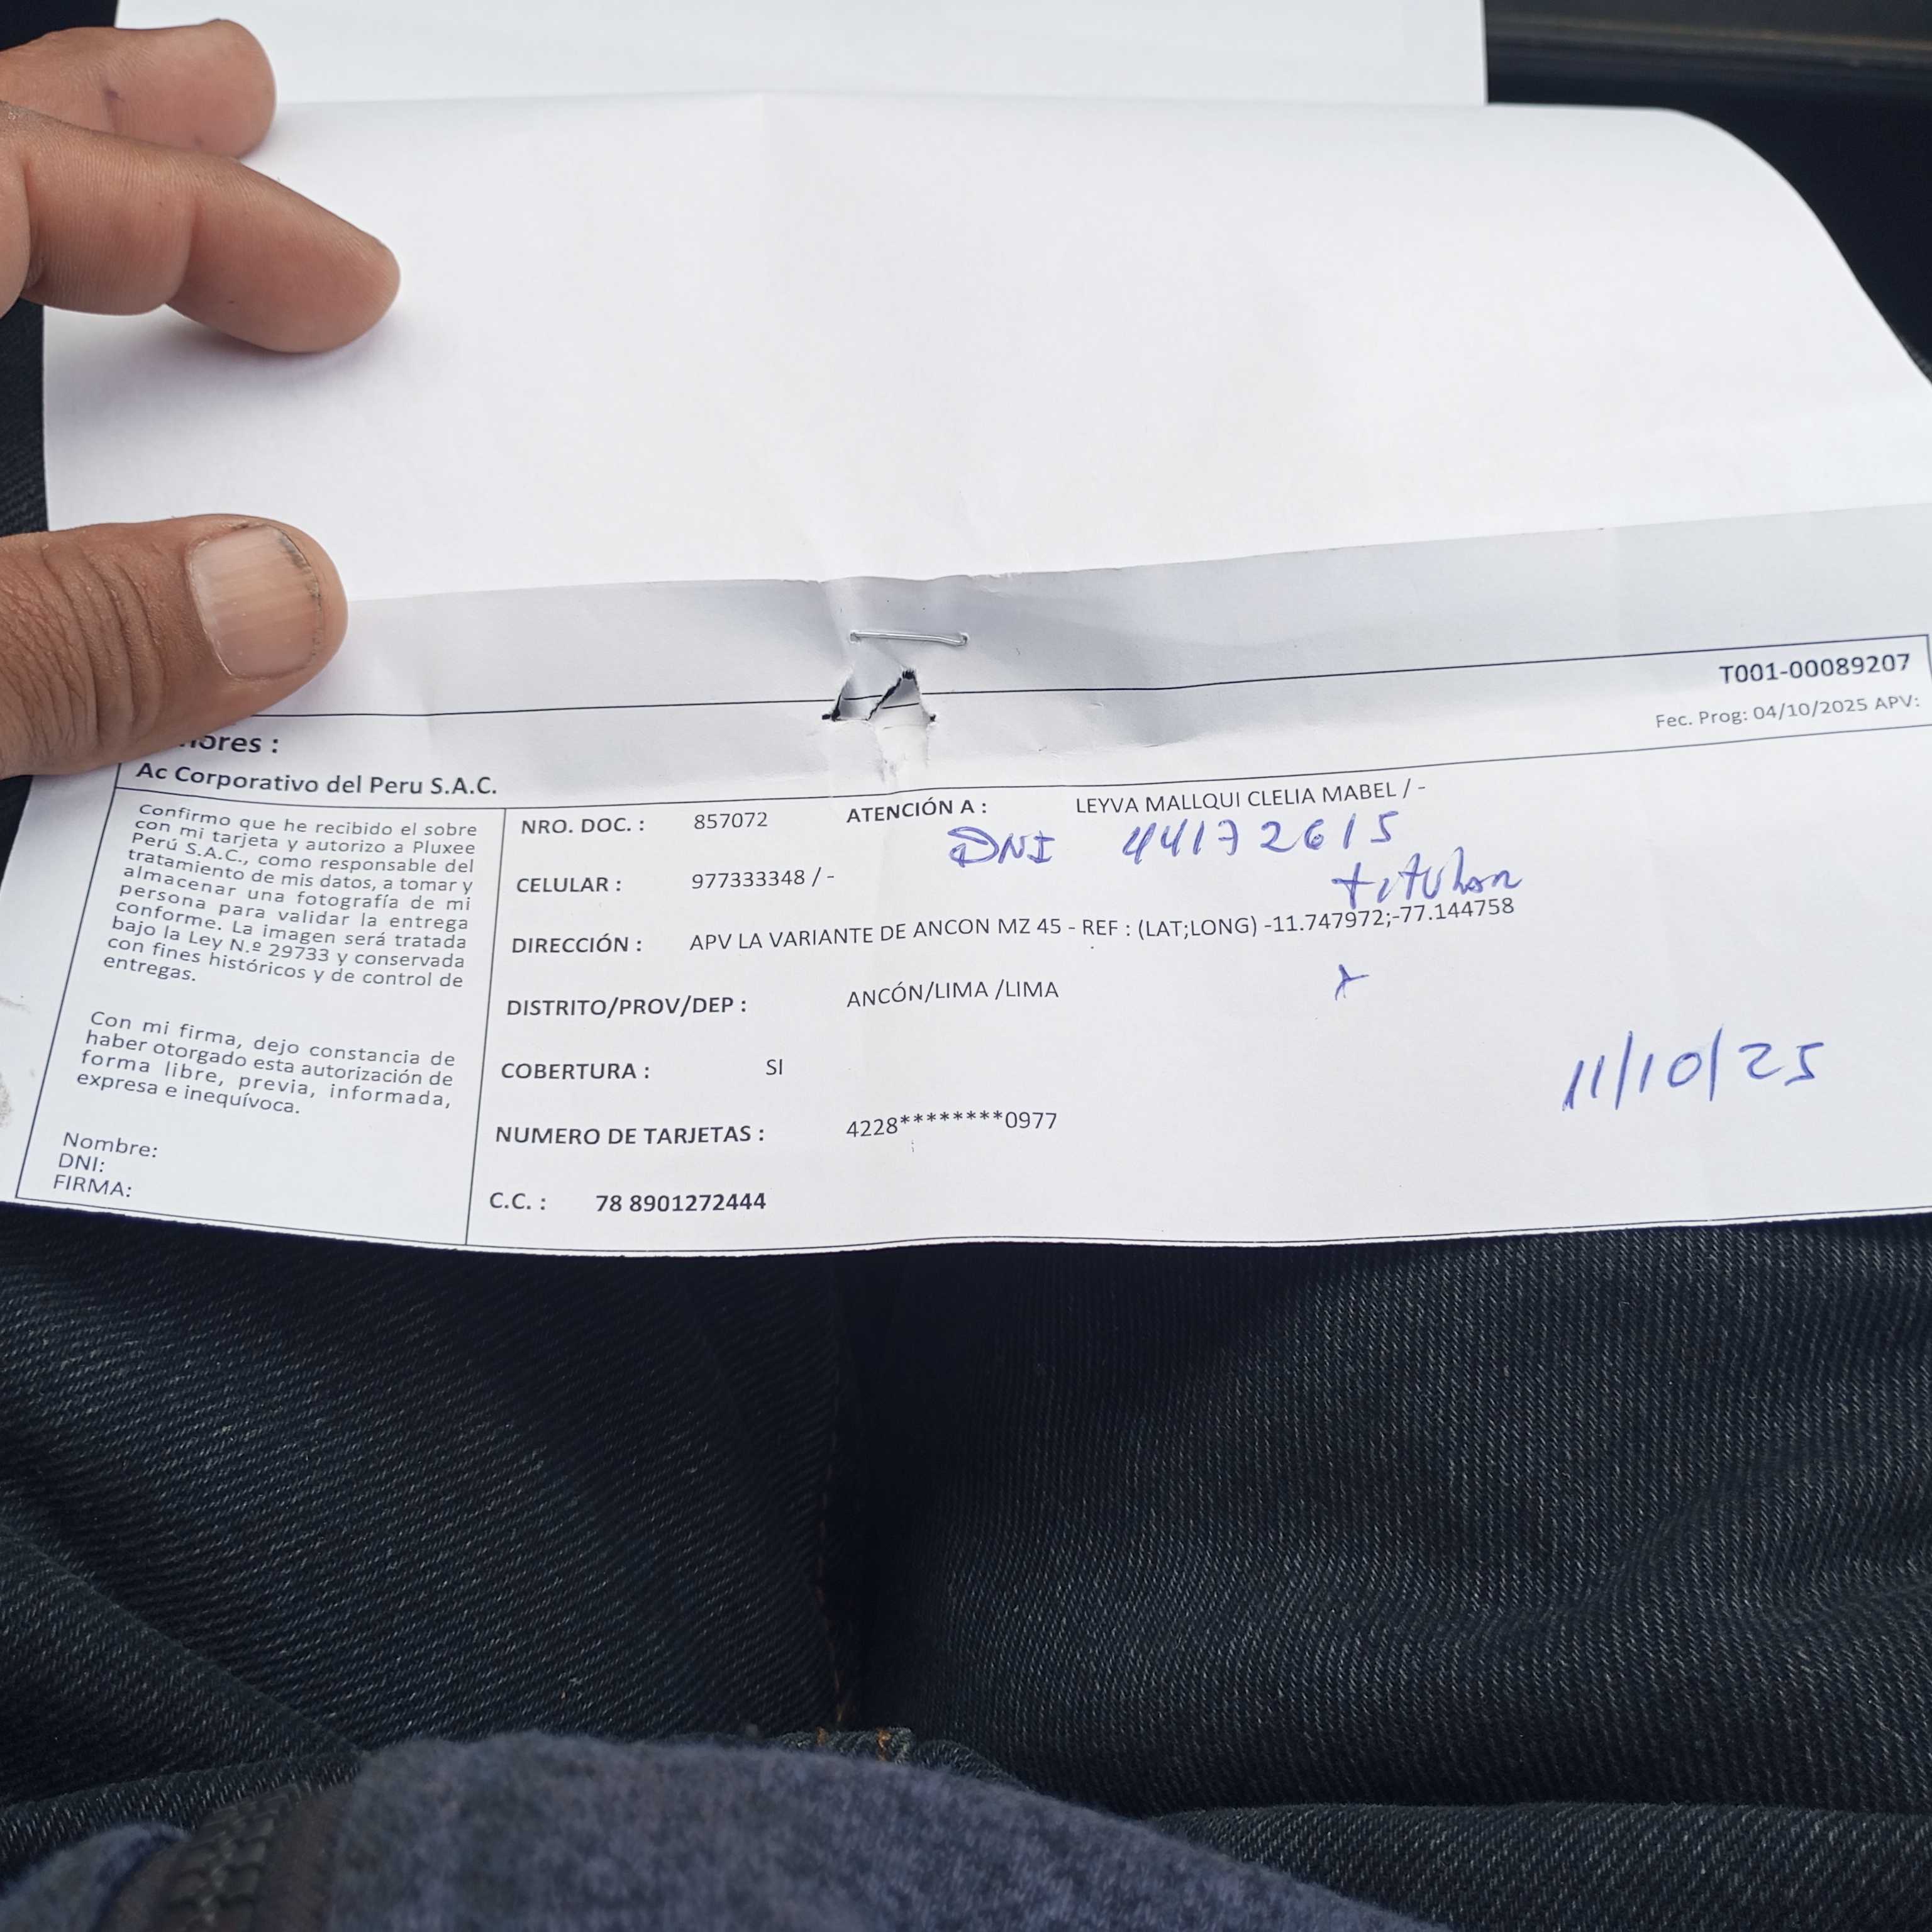 T001-00089207
Fec. Prog: 04/10/2025 APV:
ores :
Ac Corporativo del Peru S.A.C.
Confirmo que he recibido el sobre
con mi tarjeta y autorizo a Pluxee
Perú S.A.C., como responsable del
tratamiento de mis datos, a tomar y
almacenar una fotografía de mi
persona para validar la entrega
conforme. La imagen será tratada
bajo la Ley N.º 29733 y conservada
con fines históricos y de control de
entregas.
Con mi firma, dejo constancia de
haber otorgado esta autorización de
forma libre, previa, informada,
expresa e inequívoca.
Nombre:
DNI:
FIRMA:
NRO. DOC. : 857072 ATENCIÓN A : LEYVA MALLQUI CLELIA MABEL / -
DNI 44172615
CELULAR : 977333348 / -
titular
DIRECCIÓN : APV LA VARIANTE DE ANCON MZ 45 - REF : (LAT;LONG) -11.747972;-77.144758
DISTRITO/PROV/DEP : ANCÓN/LIMA /LIMA
11/10/25
COBERTURA : SI
NUMERO DE TARJETAS : 4228********0977
C.C. : 78 8901272444